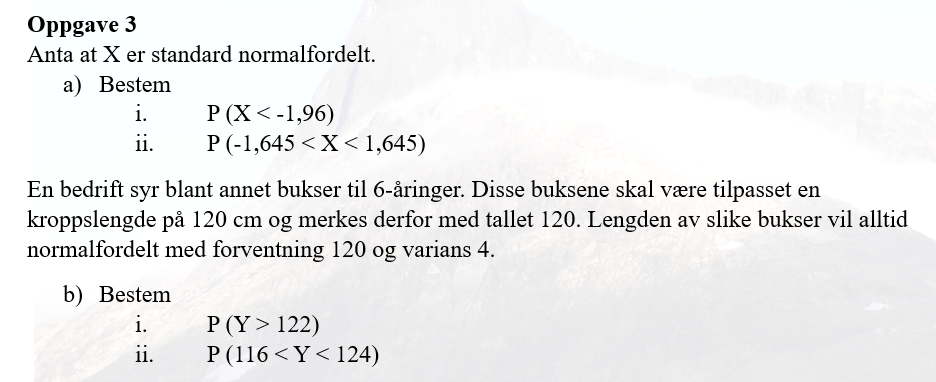 Oppgave 3
Anta at X er standard normalfordelt.
a) Bestem
i. P (X < -1,96)
ii. P (-1,645 < X < 1,645)
En bedrift syr blant annet bukser til 6-åringer. Disse buksene skal være tilpasset en
kroppslengde på 120 cm og merkes derfor med tallet 120. Lengden av slike bukser vil alltid
normalfordelt med forventning 120 og varians 4.
b) Bestem
i. P (Y > 122)
ii. P (116 < Y < 124)